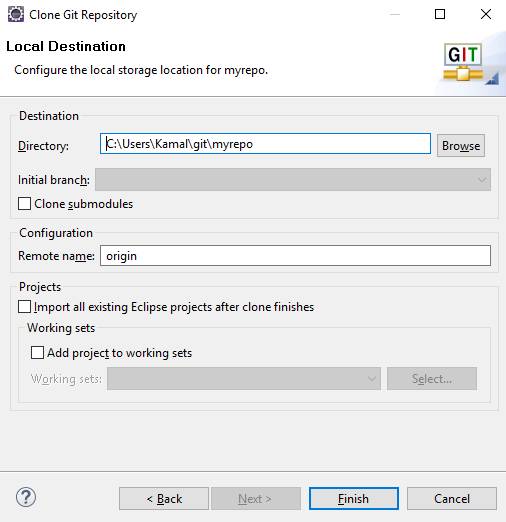 Clone Git Repository
Local Destination
Configure the local storage location for myrepo.
GIT
Destination
Directory: C:\Users\Kamal\git\myrepo Browse
Initial branch:
Clone submodules
Configuration
Remote name: origin
Projects
Import all existing Eclipse projects after clone finishes
Working sets
Add project to working sets
Working sets: Select...
? < Back Next > Finish Cancel